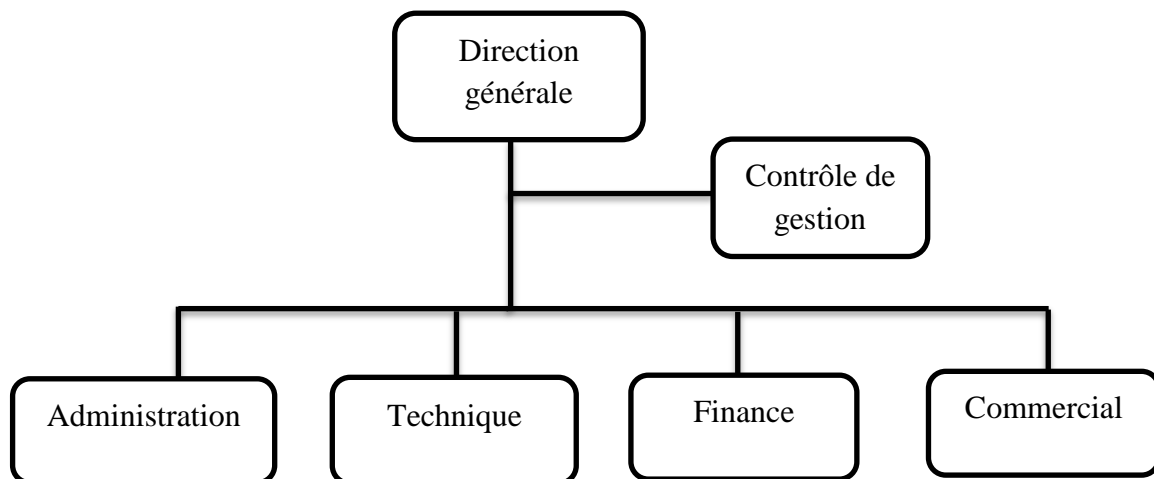 Direction
générale
Contrôle de
gestion
Administration
Technique
Finance
Commercial